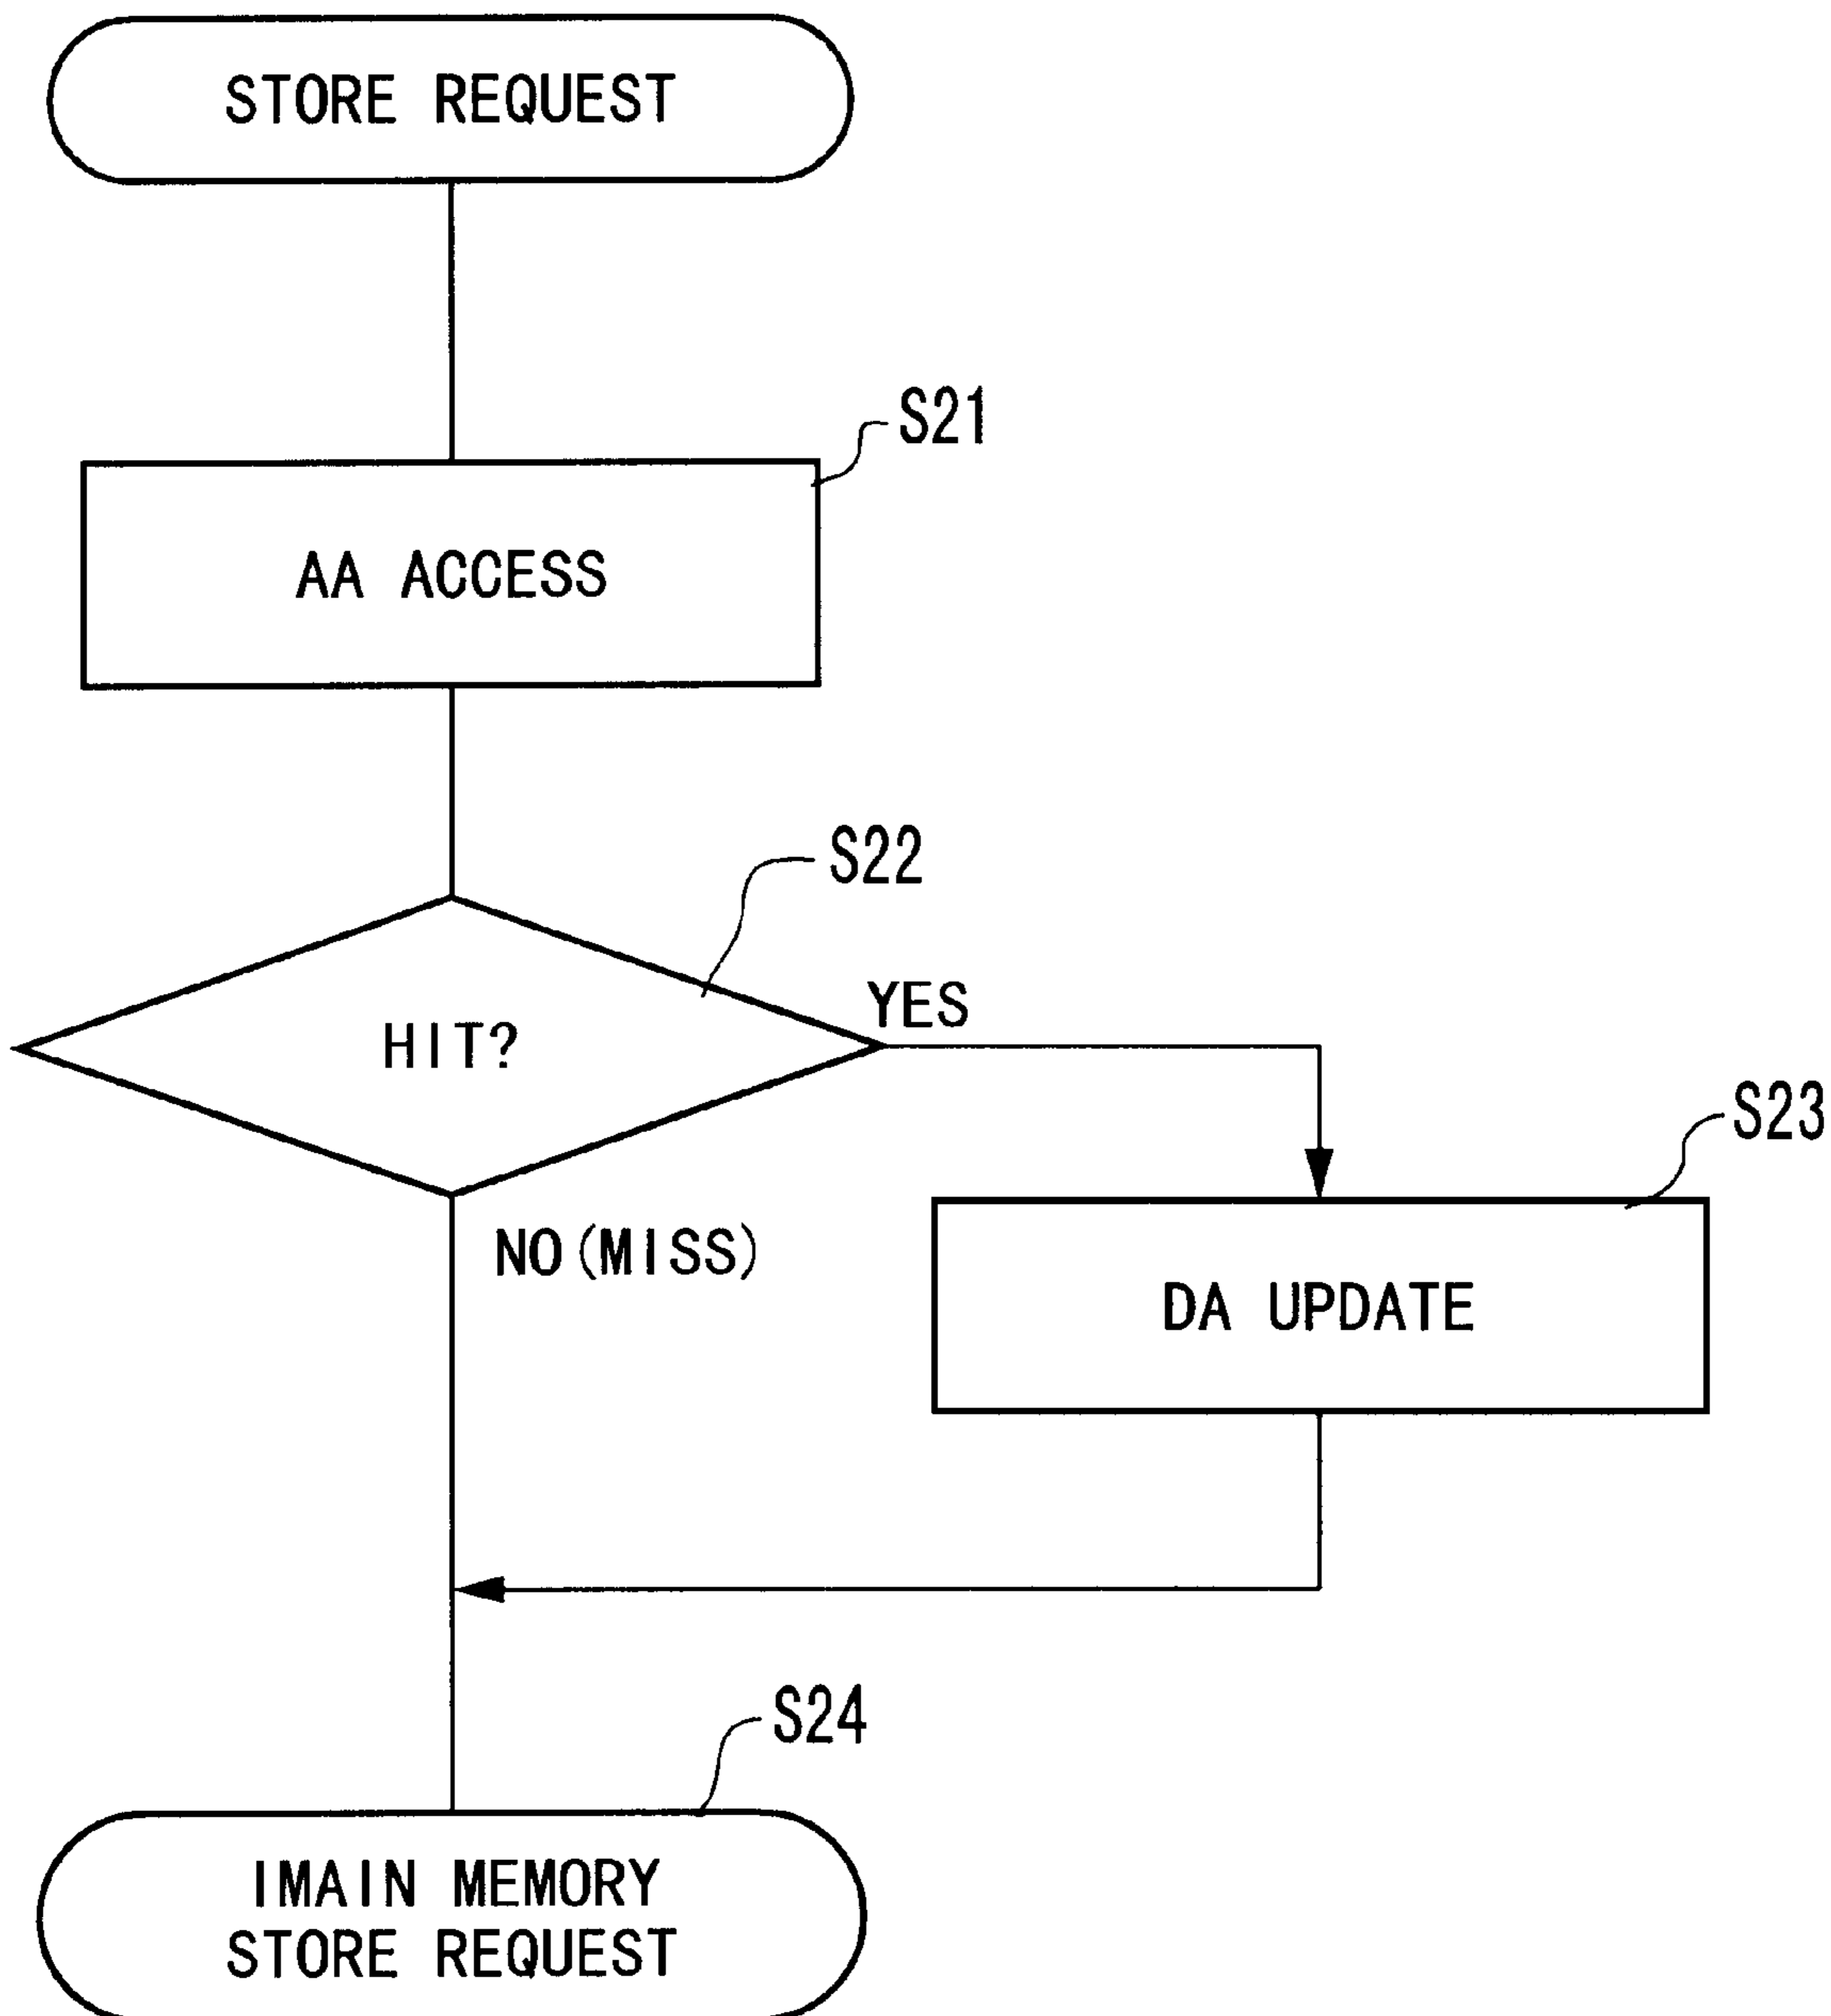 STORE REQUEST
S21
AA ACCESS
S22
HIT?
YES
S23
NO(MISS)
DA UPDATE
S24
IMAIN MEMORY
STORE REQUEST